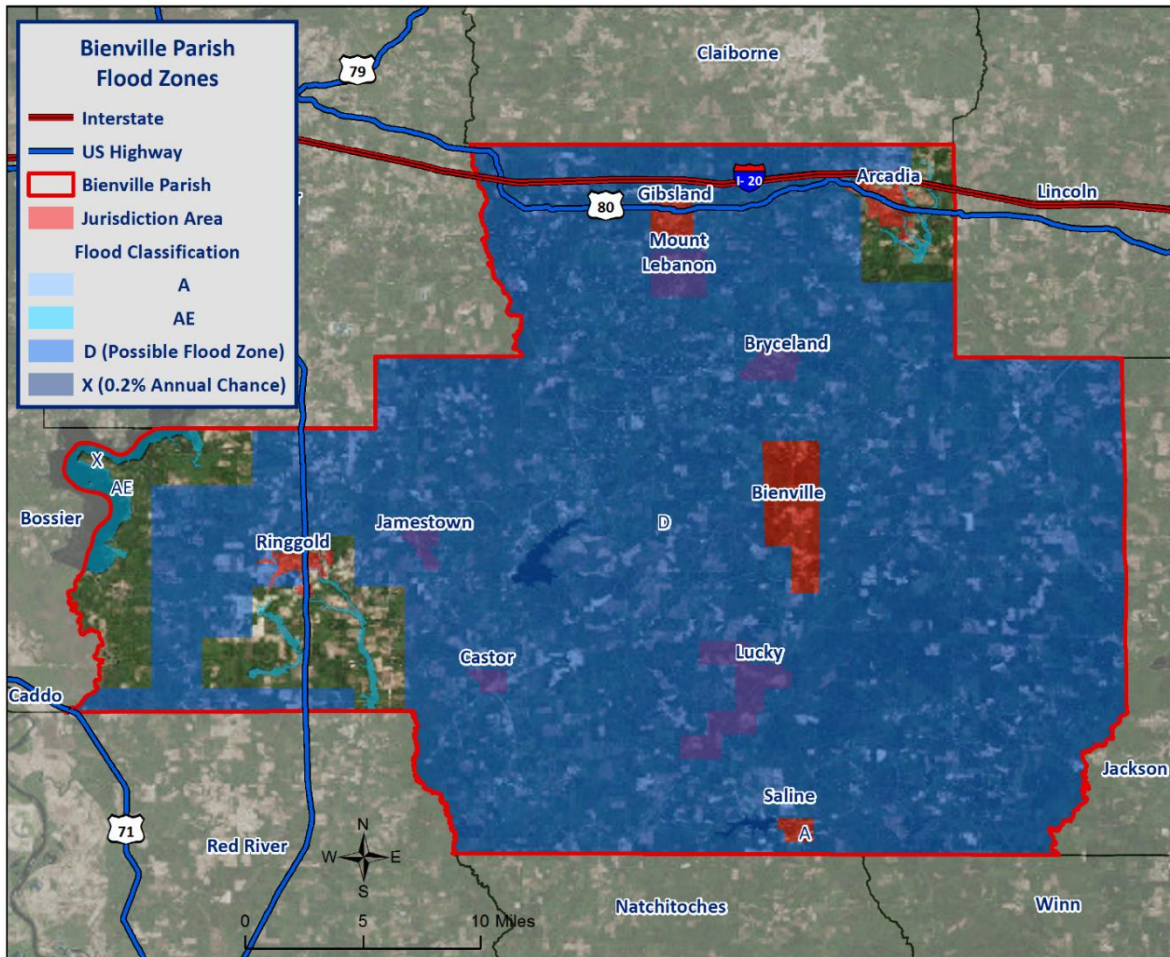 Bienville Parish
Flood Zones
Interstate
US Highway
Bienville Parish
Jurisdiction Area
Flood Classification
A
AE
D (Possible Flood Zone)
X (0.2% Annual Chance)
79
Claiborne
I-20
Arcadia
Lincoln
Gibsland
80
Mount
Lebanon
Bryceland
X
AE
Bossier
Bienville
Jamestown
D
Ringgold
Castor
Lucky
Caddo
Jackson
Saline
A
71
Red River
N
W E
S
0 5 10 Miles
Natchitoches
Winn